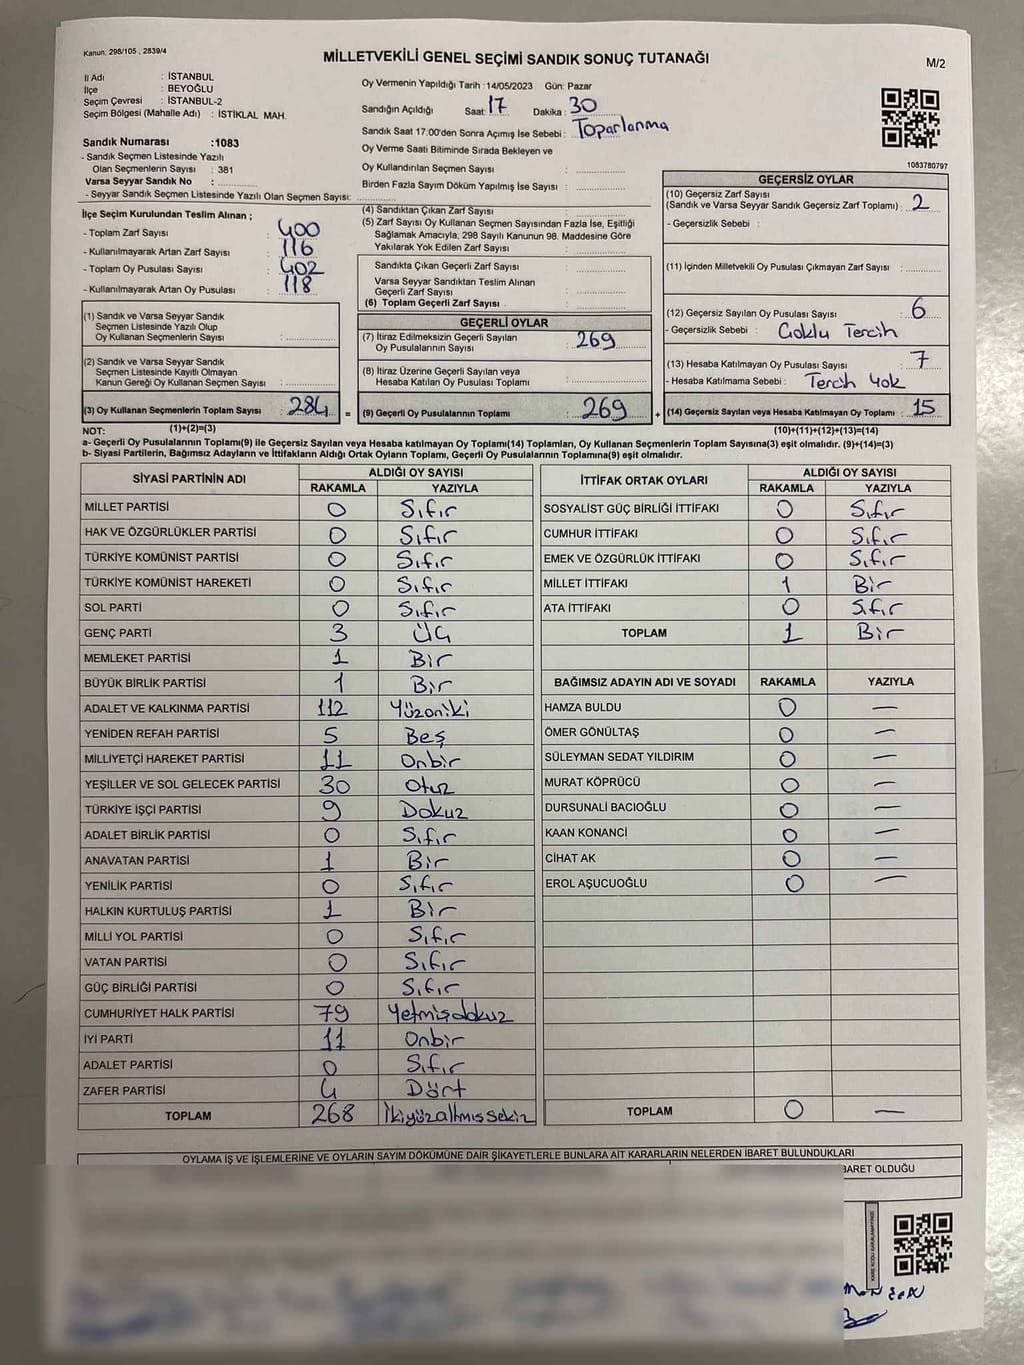 Kanun, 298/105 , 2839/4
MİLLETVEKİLİ GENEL SEÇİMİ SANDIK SONUÇ TUTANAĞI
M/2
İl Adı : İSTANBUL
İlçe : BEYOĞLU
Seçim Çevresi : İSTANBUL-2
Seçim Bölgesi (Mahalle Adı) : İSTİKLAL MAH.
Sandık Numarası :1083
- Sandık Seçmen Listesinde Yazılı
Olan Seçmenlerin Sayısı : 381
Varsa Seyyar Sandık No :
- Seyyar Sandık Seçmen Listesinde Yazılı Olan Seçmen Sayısı:
Oy Vermenin Yapıldığı Tarih :14/05/2023 Gün: Pazar
Sandığın Açıldığı Saat: 17 Dakika : 30
Sandık Saat 17:00'den Sonra Açımış İse Sebebi : Toparlanma
Oy Verme Saati Bitiminde Sırada Bekleyen ve
Oy Kullandırılan Seçmen Sayısı :
Birden Fazla Sayım Döküm Yapılmış İse Sayısı :
1083780797
İlçe Seçim Kurulundan Teslim Alınan ;
- Toplam Zarf Sayısı : 400
- Kullanılmayarak Artan Zarf Sayısı : 116
- Toplam Oy Pusulası Sayısı : 402
- Kullanılmayarak Artan Oy Pusulası : 118
(4) Sandıktan Çıkan Zarf Sayısı :
(5) Zarf Sayısı Oy Kullanan Seçmen Sayısından Fazla İse, Eşitliği
Sağlamak Amacıyla, 298 Sayılı Kanunun 98. Maddesine Göre
Yakılarak Yok Edilen Zarf Sayısı :
Sandıkta Çıkan Geçerli Zarf Sayısı :
Varsa Seyyar Sandıktan Teslim Alınan
Geçerli Zarf Sayısı :
(6) Toplam Geçerli Zarf Sayısı :
GEÇERSİZ OYLAR
(10) Geçersiz Zarf Sayısı
(Sandık ve Varsa Seyyar Sandık Geçersiz Zarf Toplamı) : 2
- Geçersizlik Sebebi :
(11) İçinden Milletvekili Oy Pusulası Çıkmayan Zarf Sayısı :
(12) Geçersiz Sayılan Oy Pusulası Sayısı : 6
- Geçersizlik Sebebi : Çoklu Tercih
(13) Hesaba Katılmayan Oy Pusulası Sayısı : 7
- Hesaba Katılmama Sebebi : Tercih yok
(14) Geçersiz Sayılan veya Hesaba Katılmayan Oy Toplamı : 15
(1) Sandık ve Varsa Seyyar Sandık
Seçmen Listesinde Yazılı Olup
Oy Kullanan Seçmenlerin Sayısı :
(2) Sandık ve Varsa Seyyar Sandık
Seçmen Listesinde Kayıtlı Olmayan
Kanun Gereği Oy Kullanan Seçmen Sayısı :
(3) Oy Kullanan Seçmenlerin Toplam Sayısı : 284 =
GEÇERLİ OYLAR
(7) İtiraz Edilmeksizin Geçerli Sayılan
Oy Pusulalarının Sayısı : 269
(8) İtiraz Üzerine Geçerli Sayılan veya
Hesaba Katılan Oy Pusulası Toplamı :
(9) Geçerli Oy Pusulalarının Toplamı : 269 +
NOT: (1)+(2)=(3) (10)+(11)+(12)+(13)=(14)
a- Geçerli Oy Pusulalarının Toplamı(9) ile Geçersiz Sayılan veya Hesaba katılmayan Oy Toplamı(14) Toplamları, Oy Kullanan Seçmenlerin Toplam Sayısına(3) eşit olmalıdır. (9)+(14)=(3)
b- Siyasi Partilerin, Bağımsız Adayların ve İttifakların Aldığı Ortak Oyların Toplamı, Geçerli Oy Pusulalarının Toplamına(9) eşit olmalıdır.
SİYASİ PARTİNİN ADI ALDIĞI OY SAYISI
RAKAMLA YAZIYLA
MİLLET PARTİSİ 0 Sıfır
HAK VE ÖZGÜRLÜKLER PARTİSİ 0 Sıfır
TÜRKİYE KOMÜNİST PARTİSİ 0 Sıfır
TÜRKİYE KOMÜNİST HAREKETİ 0 Sıfır
SOL PARTİ 0 Sıfır
GENÇ PARTİ 3 Üç
MEMLEKET PARTİSİ 1 Bir
BÜYÜK BİRLİK PARTİSİ 1 Bir
ADALET VE KALKINMA PARTİSİ 112 Yüzoniki
YENİDEN REFAH PARTİSİ 5 Beş
MİLLİYETÇİ HAREKET PARTİSİ 11 Onbir
YEŞİLLER VE SOL GELECEK PARTİSİ 30 Otuz
TÜRKİYE İŞÇİ PARTİSİ 9 Dokuz
ADALET BİRLİK PARTİSİ 0 Sıfır
ANAVATAN PARTİSİ 1 Bir
YENİLİK PARTİSİ 0 Sıfır
HALKIN KURTULUŞ PARTİSİ 1 Bir
MİLLİ YOL PARTİSİ 0 Sıfır
VATAN PARTİSİ 0 Sıfır
GÜÇ BİRLİĞİ PARTİSİ 0 Sıfır
CUMHURİYET HALK PARTİSİ 79 Yetmişdokuz
İYİ PARTİ 11 Onbir
ADALET PARTİSİ 0 Sıfır
ZAFER PARTİSİ 4 Dört
TOPLAM 268 İkiyüzaltmışsekiz
İTTİFAK ORTAK OYLARI ALDIĞI OY SAYISI
RAKAMLA YAZIYLA
SOSYALİST GÜÇ BİRLİĞİ İTTİFAKI 0 Sıfır
CUMHUR İTTİFAKI 0 Sıfır
EMEK VE ÖZGÜRLÜK İTTİFAKI 0 Sıfır
MİLLET İTTİFAKI 1 Bir
ATA İTTİFAKI 0 Sıfır
TOPLAM 1 Bir
BAĞIMSIZ ADAYIN ADI VE SOYADI RAKAMLA YAZIYLA
HAMZA BULDU 0 —
ÖMER GÖNÜLTAŞ 0 —
SÜLEYMAN SEDAT YILDIRIM 0 —
MURAT KÖPRÜCÜ 0 —
DURSUNALİ BACIOĞLU 0 —
KAAN KONANCİ 0 —
CİHAT AK 0 —
EROL AŞUCUOĞLU 0 —
TOPLAM 0 —
OYLAMA İŞ VE İŞLEMLERİNE VE OYLARIN SAYIM DÖKÜMÜNE DAİR ŞİKAYETLERLE BUNLARA AİT KARARLARIN NELERDEN İBARET BULUNDUKLARI
BARET OLDUĞU